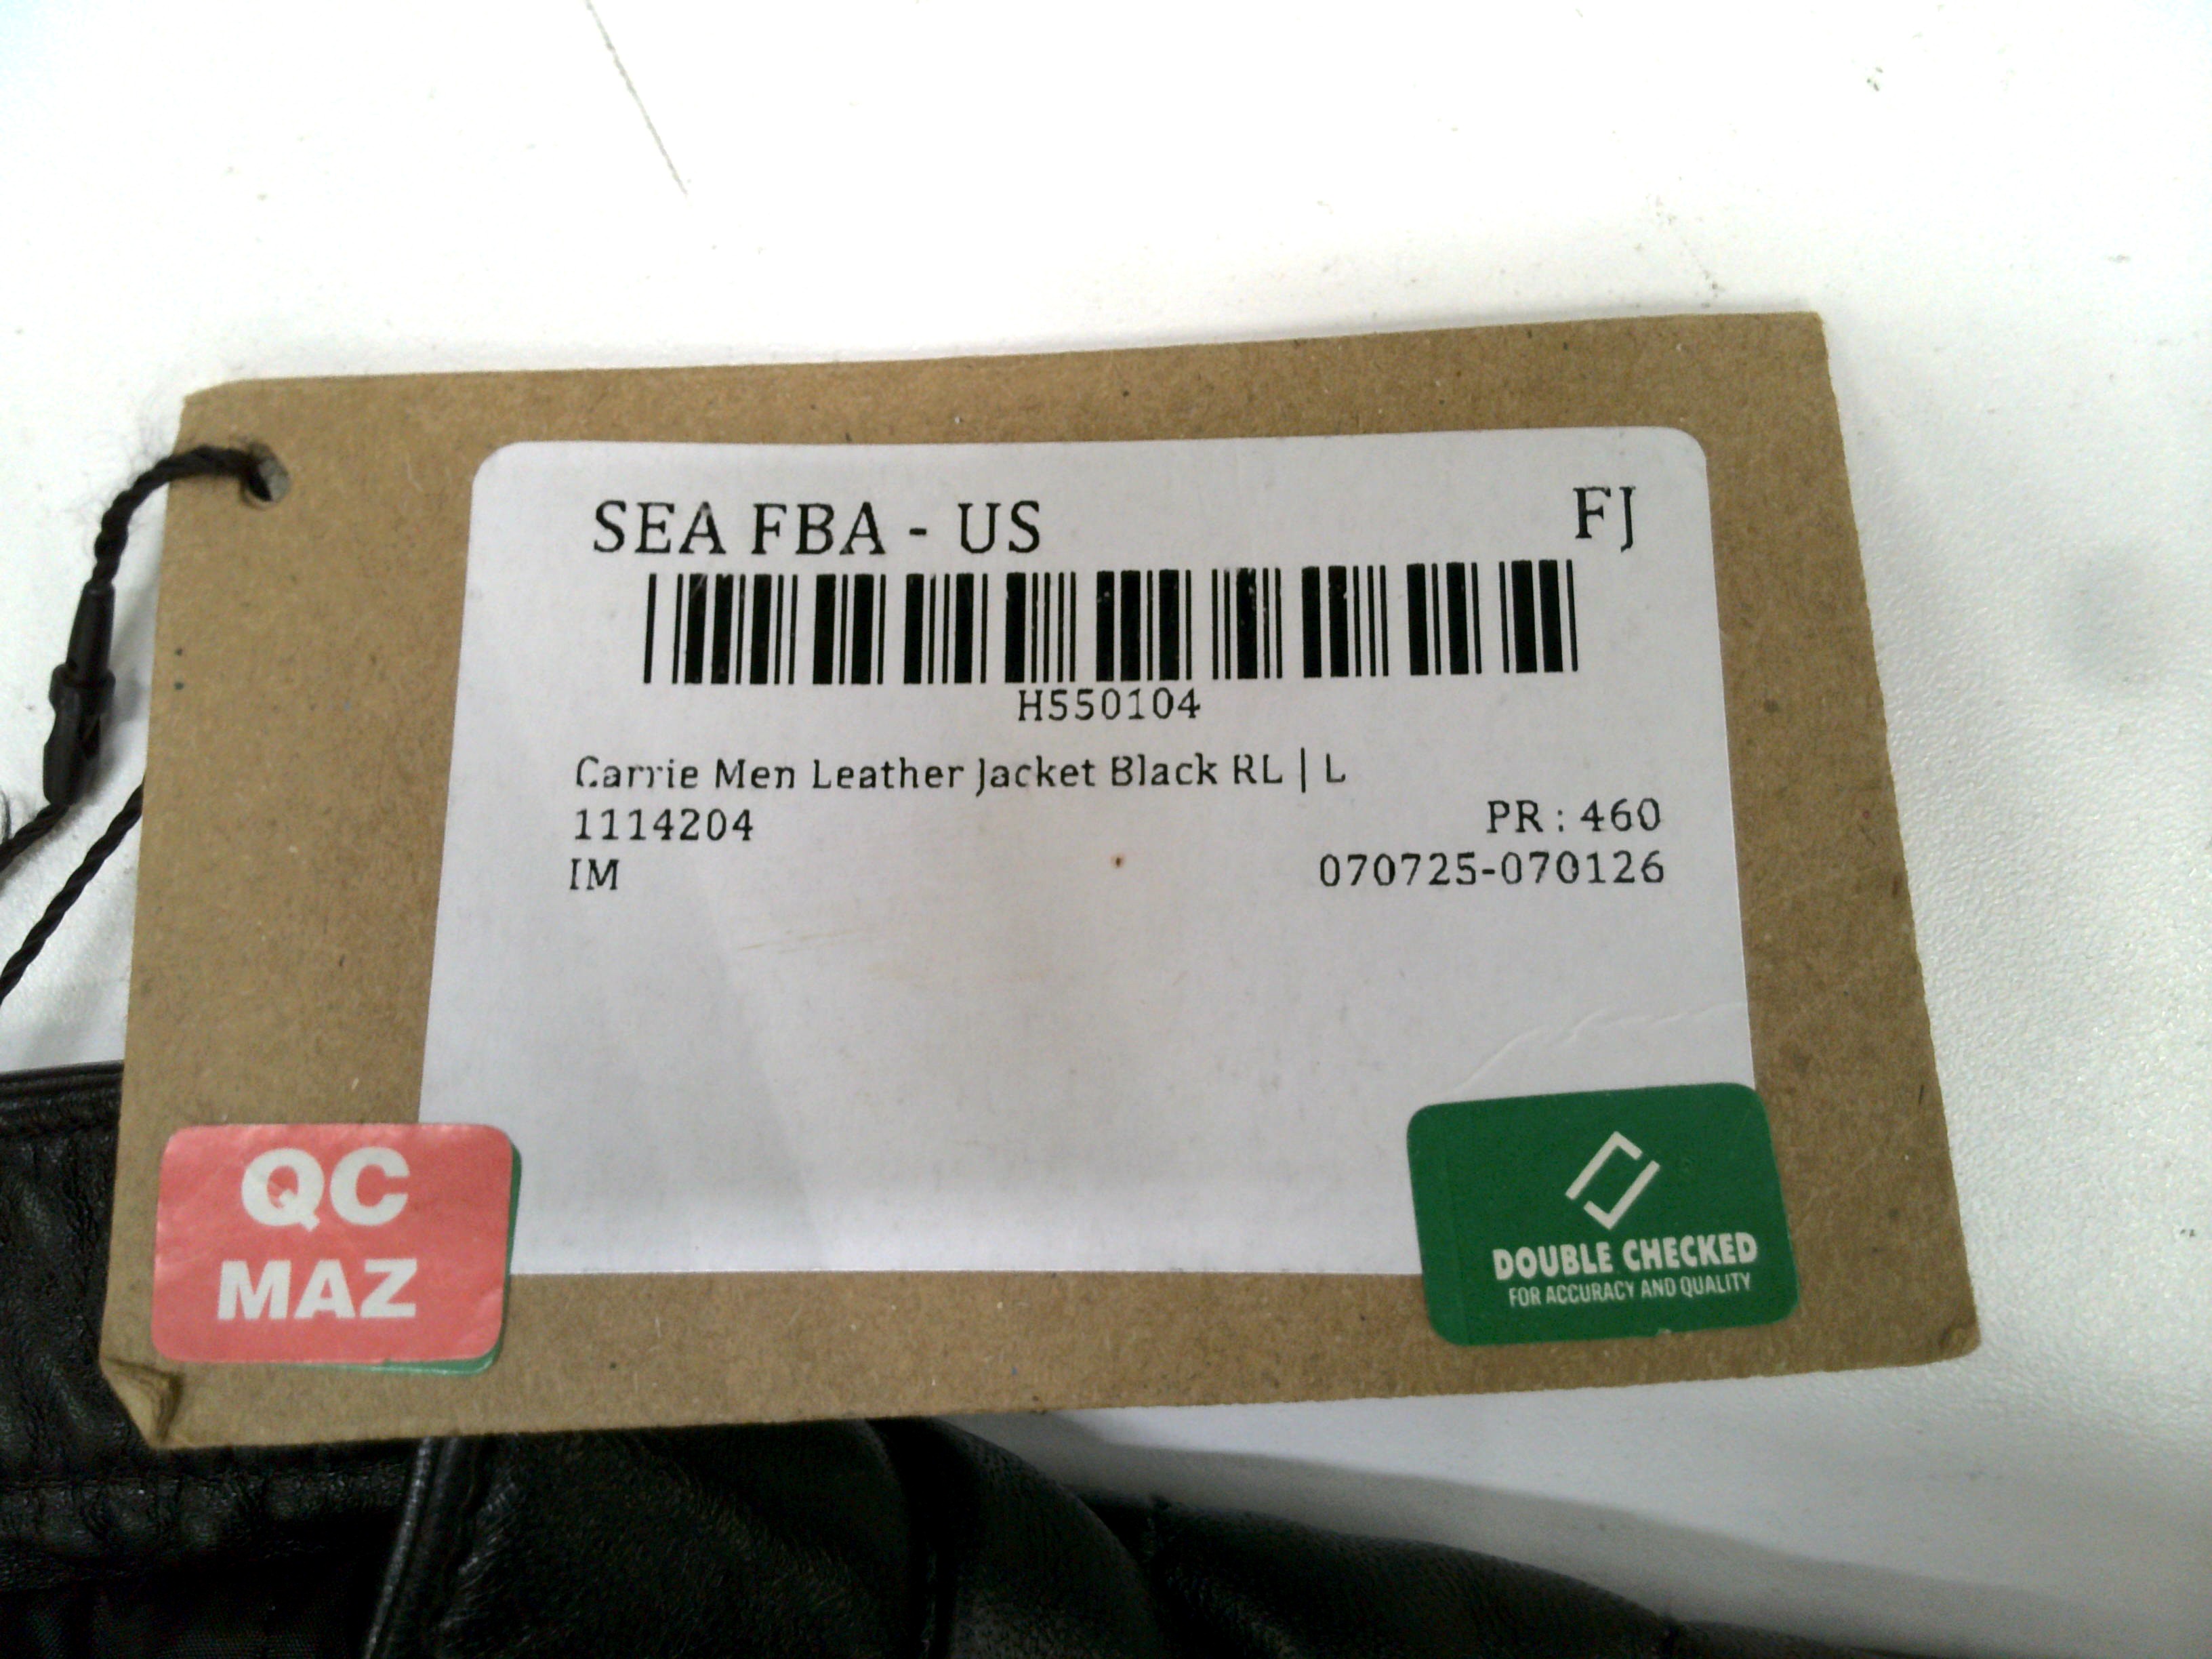 SEA FBA - US FJ
H550104
Carrie Men Leather Jacket Black RL | L
1114204 PR : 460
IM 070725-070126
QC
MAZ
DOUBLE CHECKED
FOR ACCURACY AND QUALITY